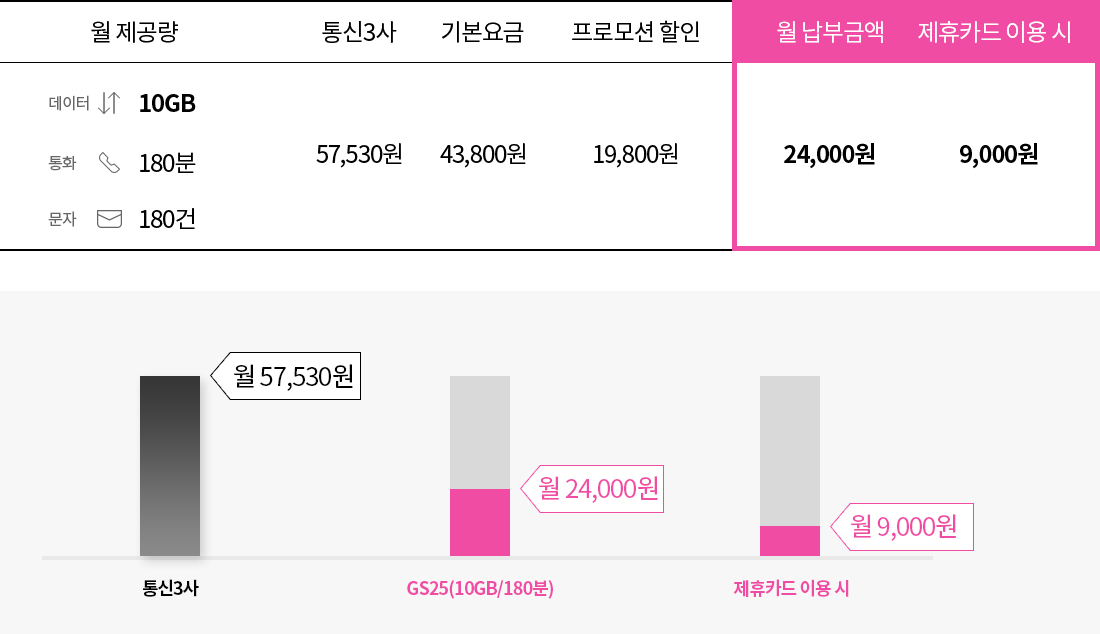 월 제공량 통신3사 기본요금 프로모션 할인 월 납부금액 제휴카드 이용 시
데이터 10GB
57,530원 43,800원 19,800원 24,000원 9,000원
통화 180분
문자 180건
월 57,530원
월 24,000원
월 9,000원
통신3사 GS25(10GB/180분) 제휴카드 이용 시